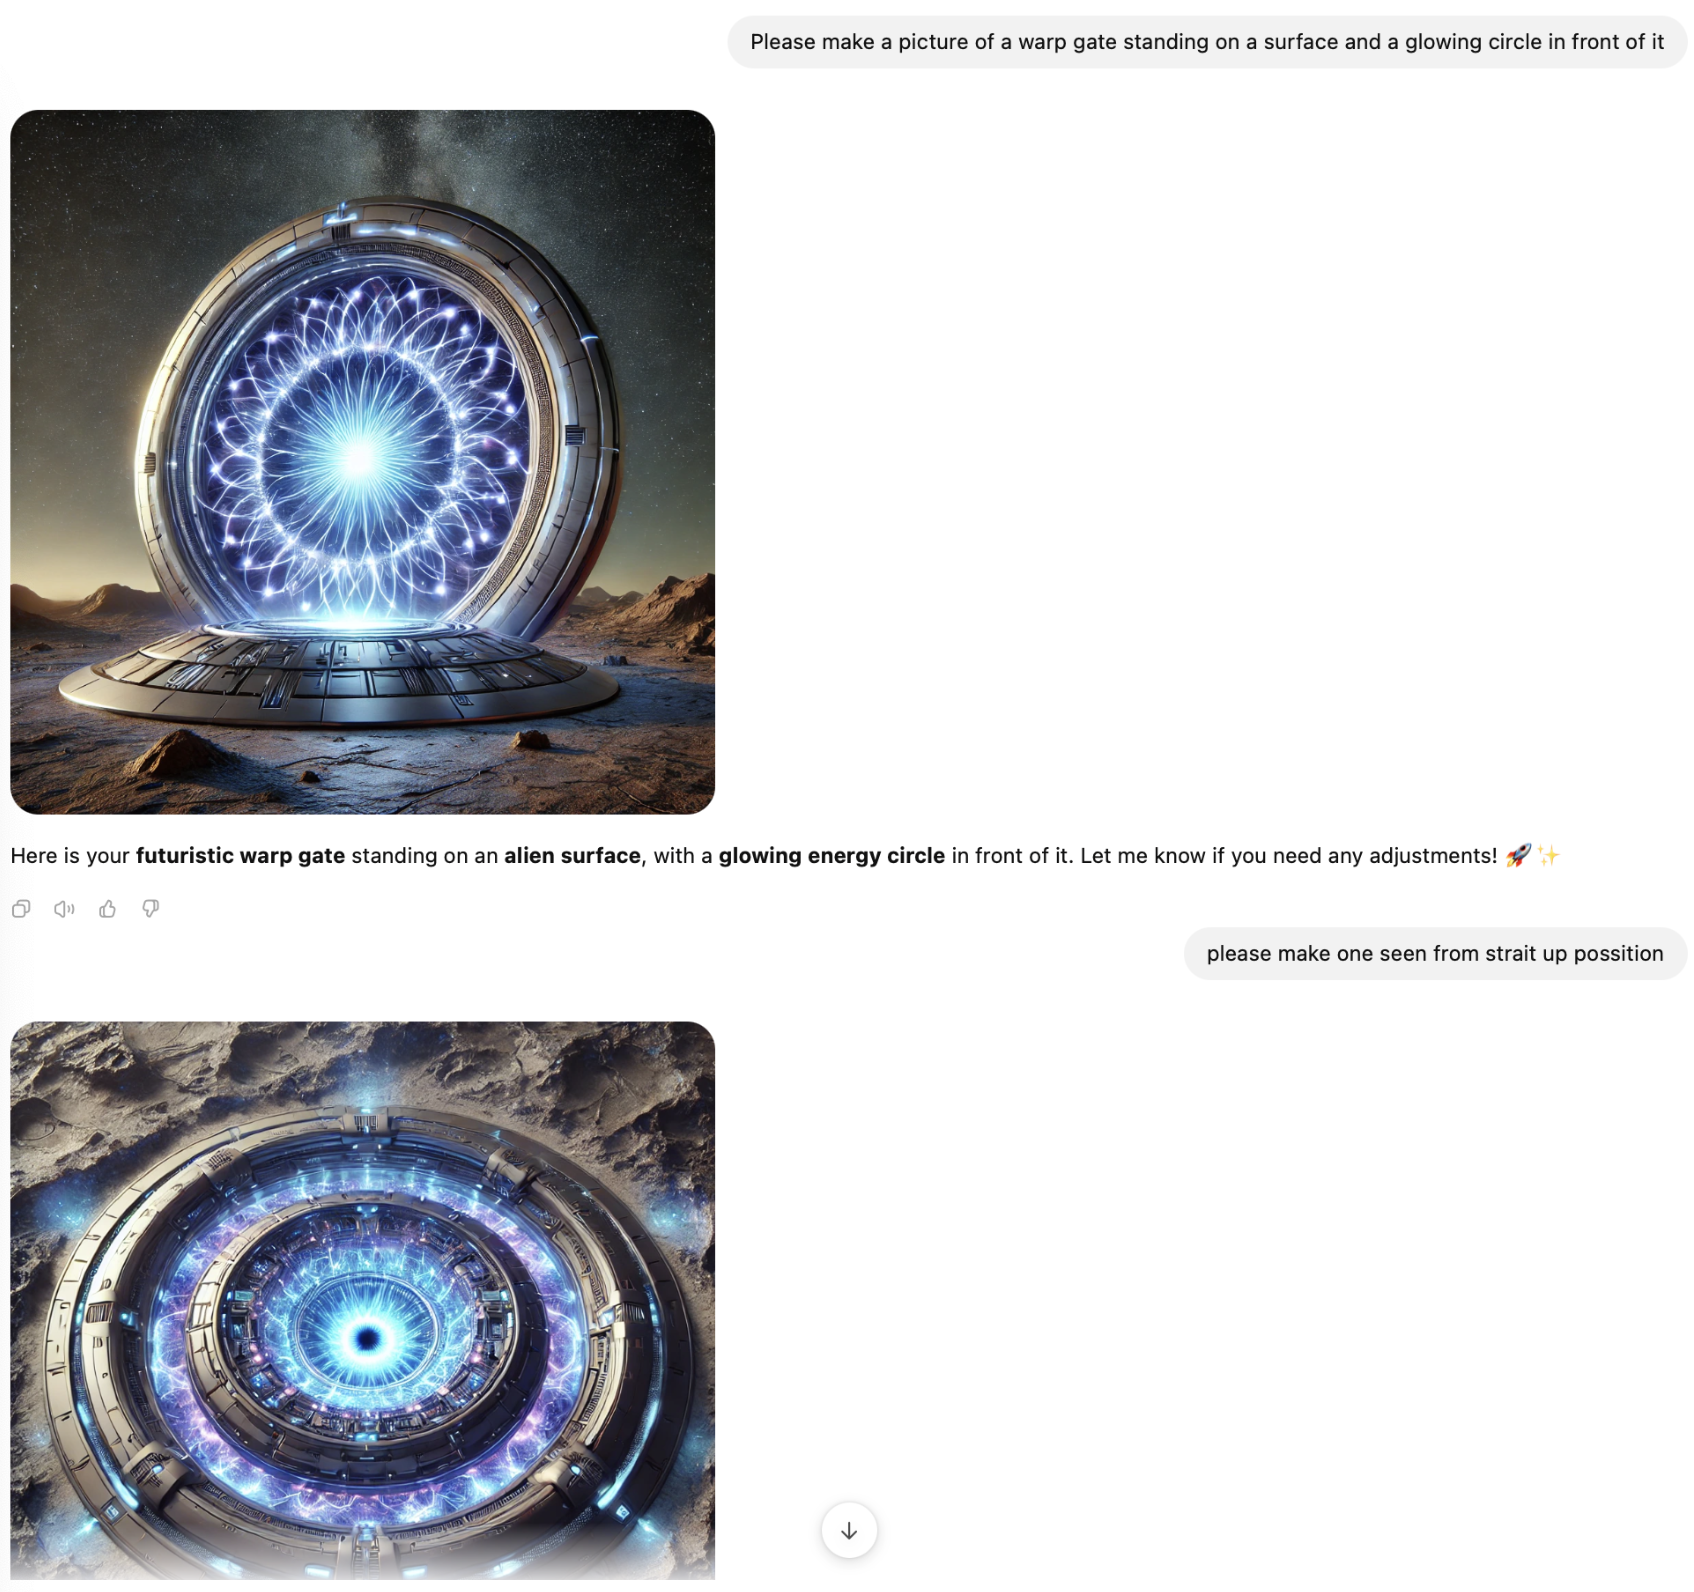 Please make a picture of a warp gate standing on a surface and a glowing circle in front of it
Here is your futuristic warp gate standing on an alien surface, with a glowing energy circle in front of it. Let me know if you need any adjustments! 🚀✨
please make one seen from strait up possition